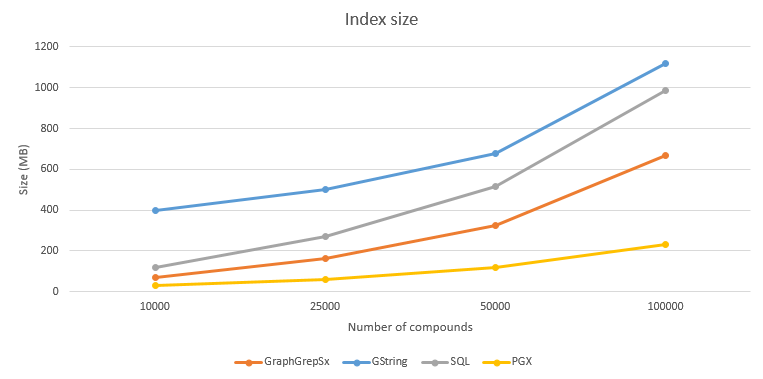 Index size
1200
1000
800
600
400
200
0
Size (MB)
10000 25000 50000 100000
Number of compounds
GraphGrepSx GString SQL PGX